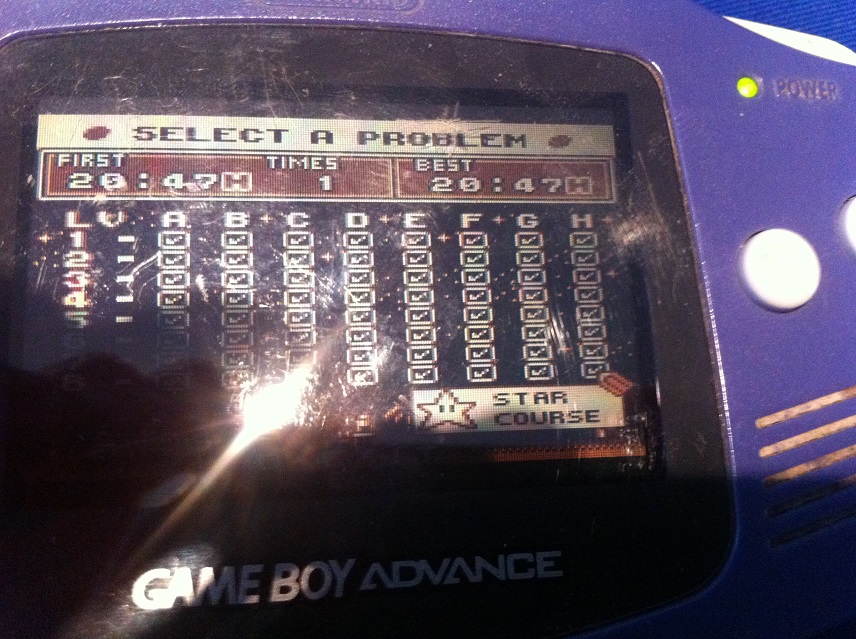 POWER
SELECT A PROBLEM
FIRST TIMES BEST
20:47 1 20:47
LV A B C D E F G H
1
2
3
4
5
STAR
COURSE
GAME BOY ADVANCE